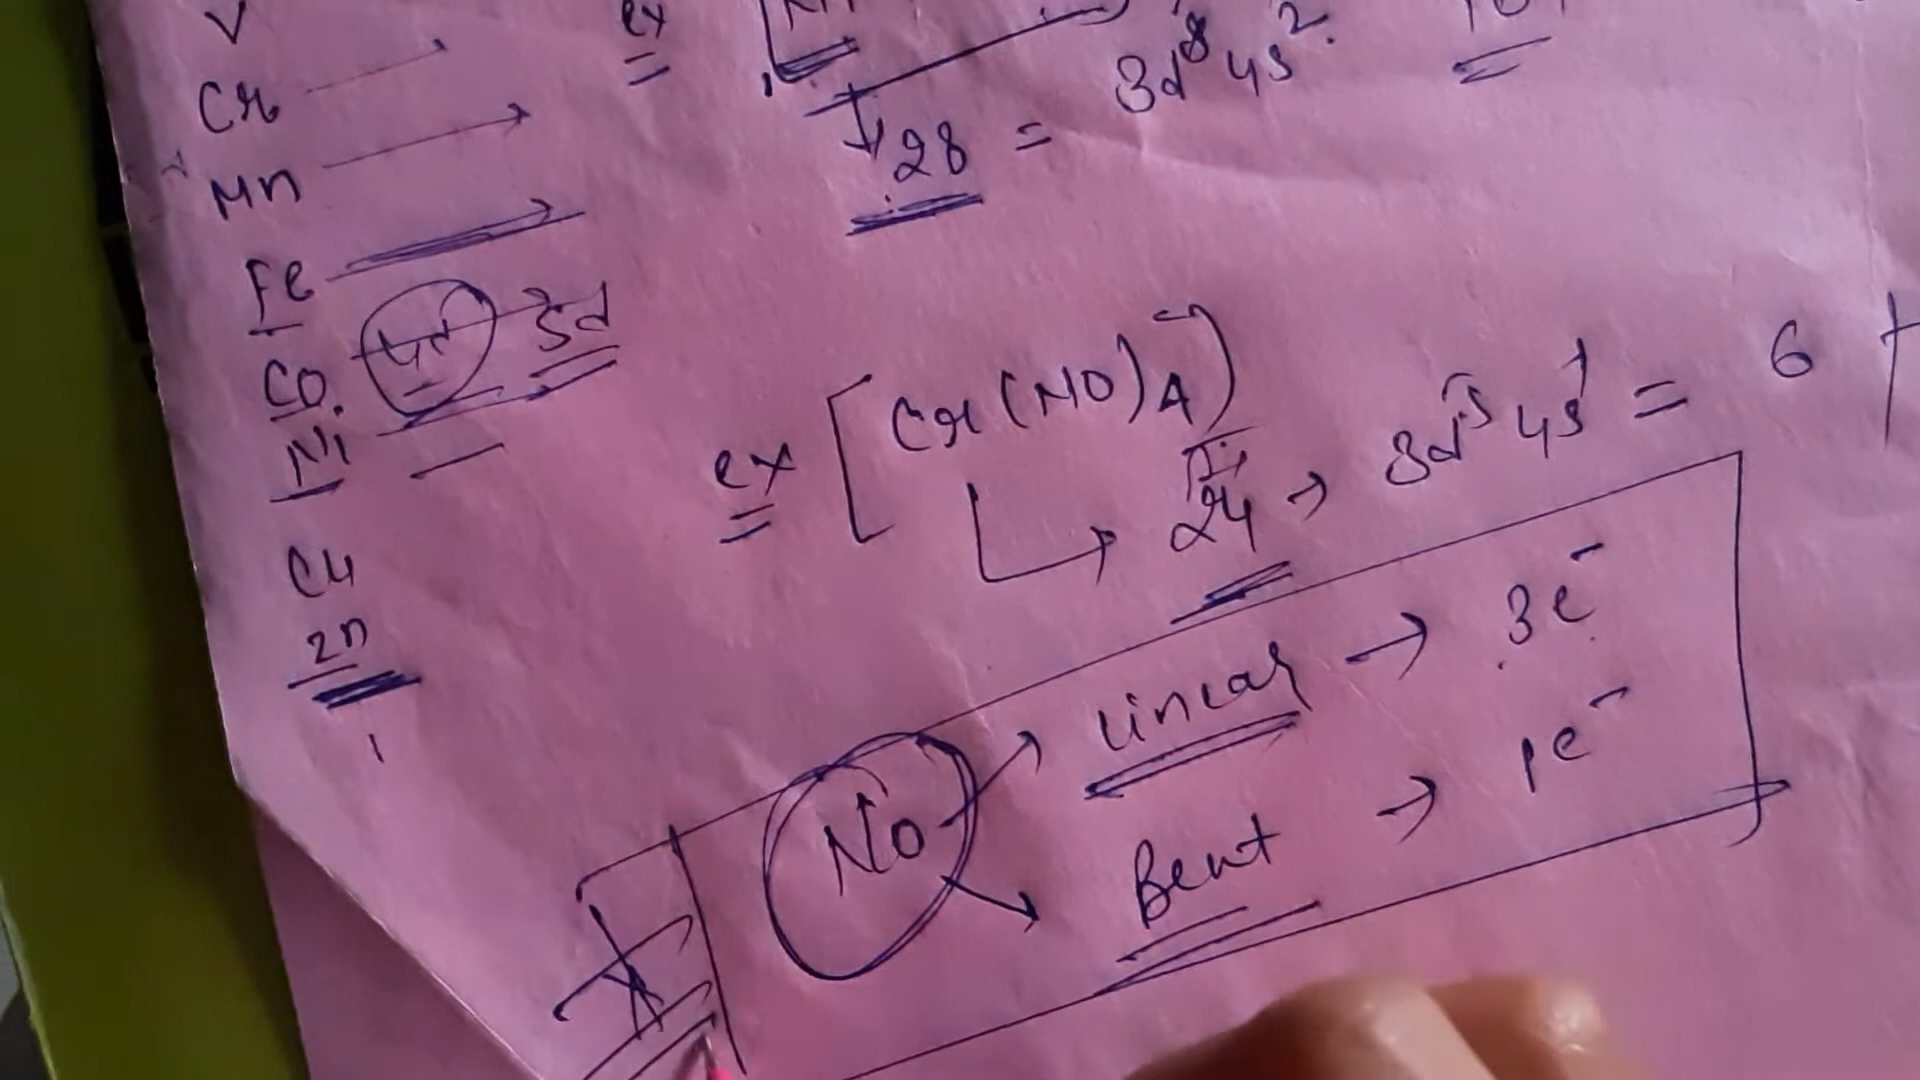 V
Cr
Mn
Fe
Co. 4d 5d
Ni
Cu
Zn
ex
28 = 3d⁸ 4s².
ex [Cr(NO)4]
24 → 3d⁵ 4s¹ = 6 +
NO → Linear → 3e⁻
→ Bent → 1e⁻